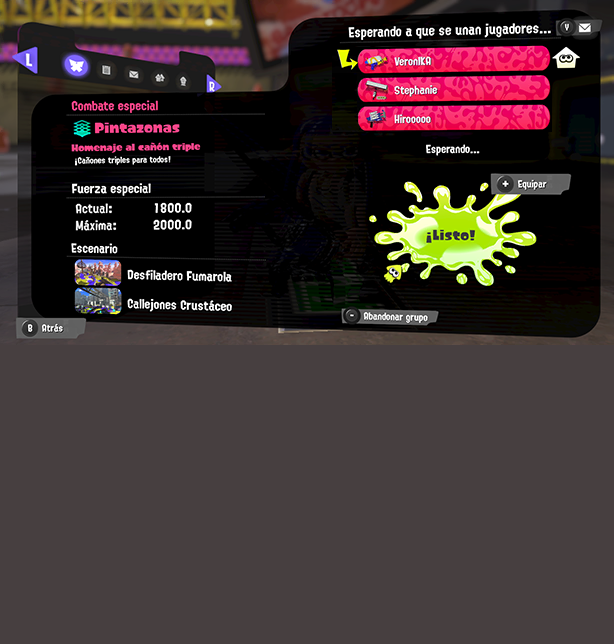 L
R
Combate especial
Pintazonas
Homenaje al cañón triple
¡Cañones triples para todos!
Fuerza especial
Actual: 1800.0
Máxima: 2000.0
Escenario
Desfiladero Fumarola
Callejones Crustáceo
B Atrás
Esperando a que se unan jugadores...
Y
VeronIKA
Stephanie
Hirooooo
Esperando...
+ Equipar
¡Listo!
- Abandonar grupo